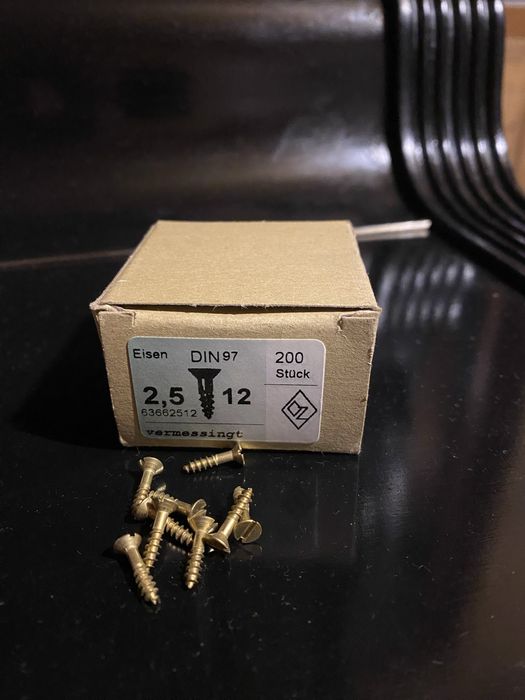 Eisen DIN 97 200
Stück
2,5 12
63662512
vermessingt